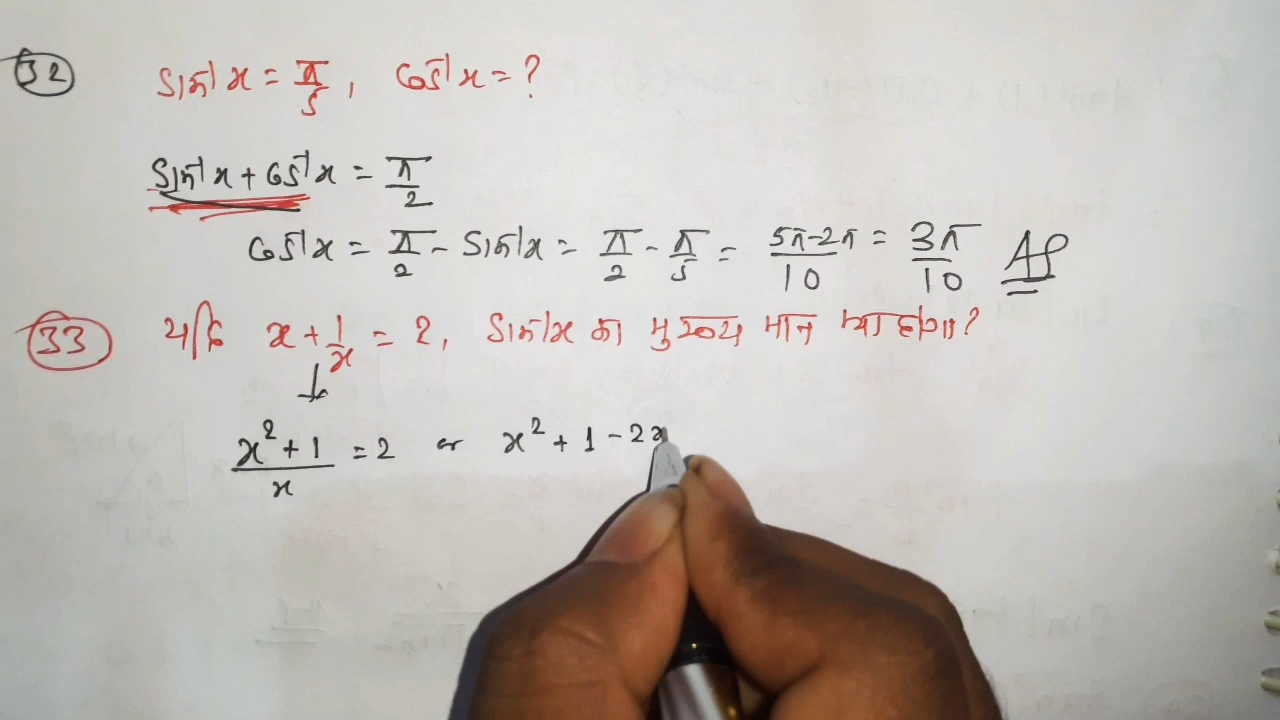 32 sin⁻¹x = π/5, cos⁻¹x = ?
sin⁻¹x + cos⁻¹x = π/2
cos⁻¹x = π/2 - sin⁻¹x = π/2 - π/5 = (5π-2π)/10 = 3π/10
33 यदि x + 1/x = 2, sin⁻¹x का मुख्य मान क्या होगा?
(x² + 1)/x = 2 or x² + 1 - 2x